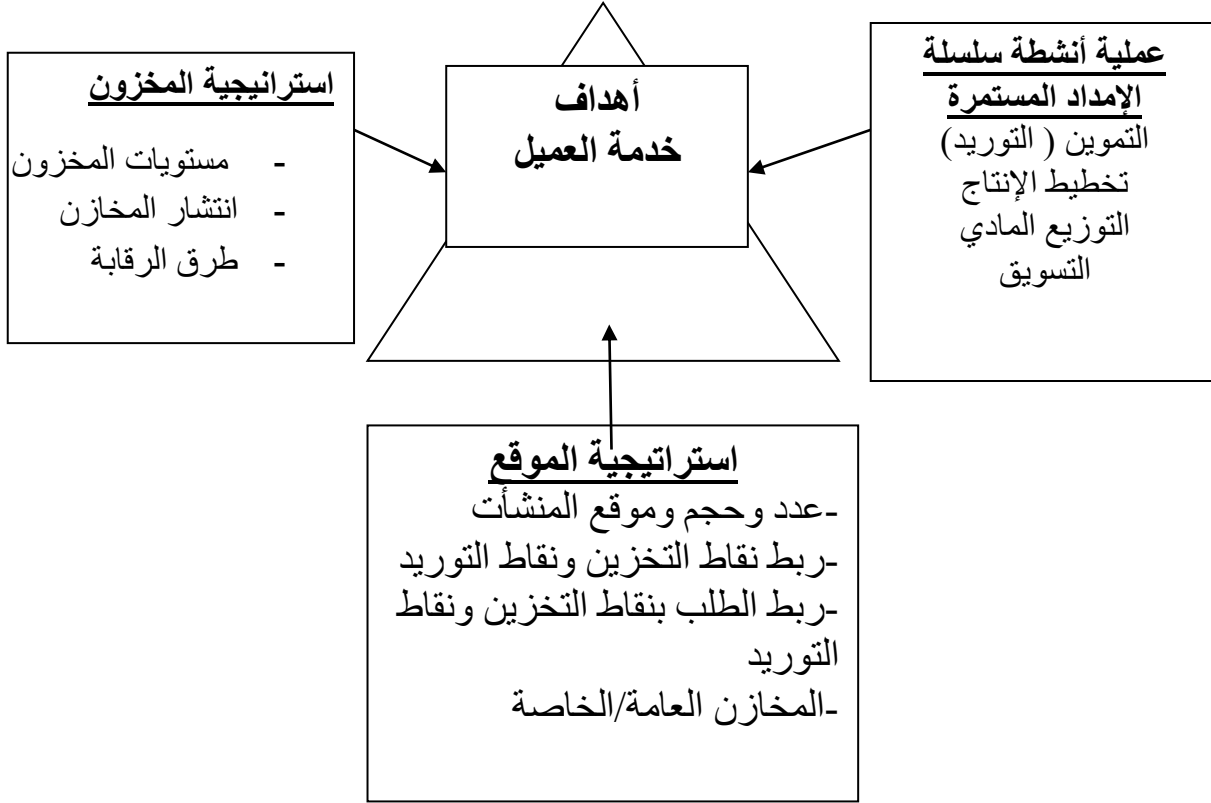 عملية أنشطة سلسلة
الإمداد المستمرة
التموين ( التوريد)
تخطيط الإنتاج
التوزيع المادي
التسويق
أهداف
خدمة العميل
استرانيجية المخزون
- مستويات المخزون
- انتشار المخازن
- طرق الرقابة
استراتيجية الموقع
-عدد وحجم وموقع المنشأت
-ربط نقاط التخزين ونقاط التوريد
-ربط الطلب بنقاط التخزين ونقاط
التوريد
-المخازن العامة/الخاصة